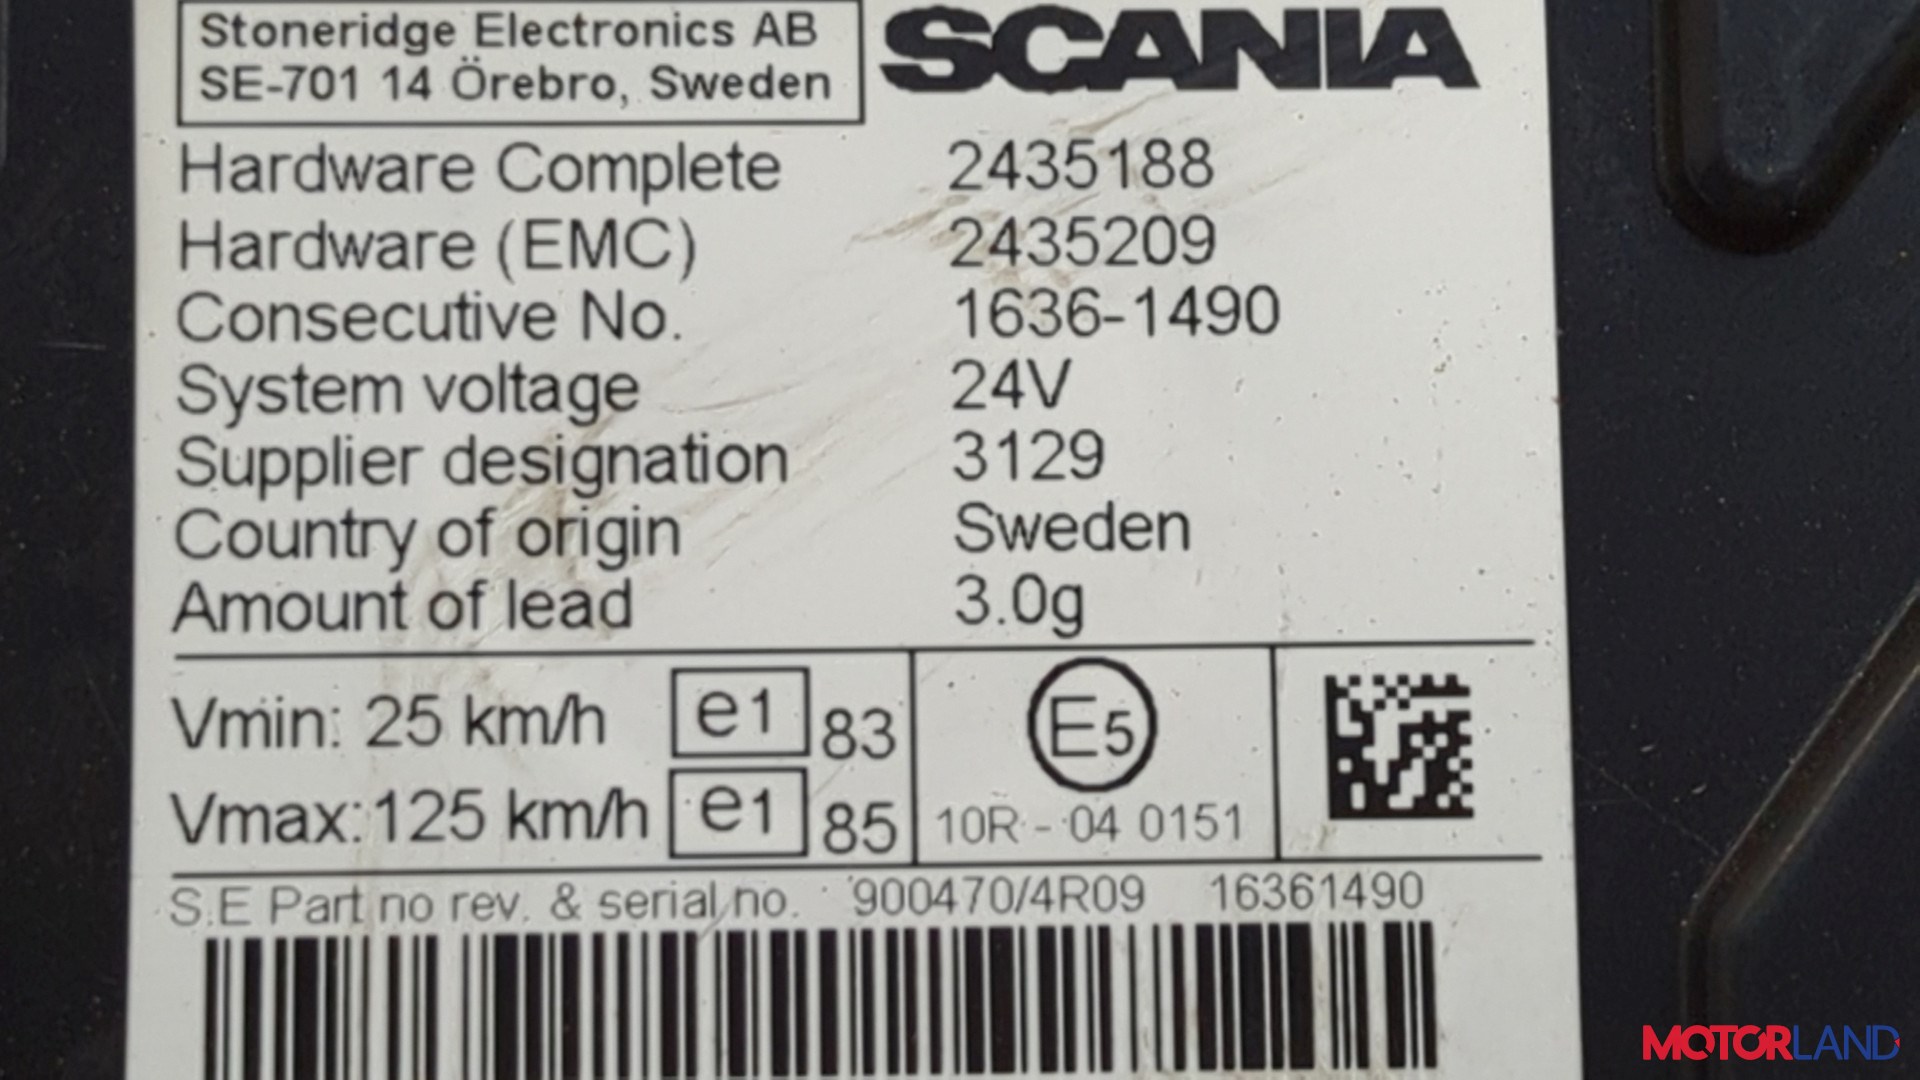 Stoneridge Electronics AB
SE-701 14 Örebro, Sweden
SCANIA
Hardware Complete 2435188
Hardware (EMC) 2435209
Consecutive No. 1636-1490
System voltage 24V
Supplier designation 3129
Country of origin Sweden
Amount of lead 3.0g
Vmin: 25 km/h e1 83
Vmax: 125 km/h e1 85
E5
10R - 04 0151
S.E Part no rev. & serial no. 900470/4R09 16361490
MOTORLAND